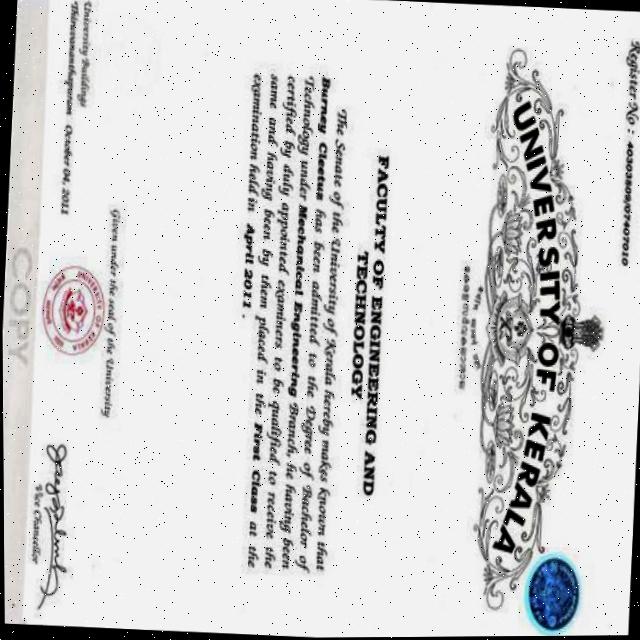 Register No :
UNIVERSITY OF KERALA
FACULTY OF ENGINEERING AND
TECHNOLOGY
The Senate of the University of Kerala hereby makes known that
Burney Cleetus has been admitted to the Degree of Bachelor of
Technology under Mechanical Engineering Branch, he having been
certified by duly appointed examiners to be qualified, to receive the
same and having been by them placed in the First Class at the
examination held in April 2011 .
Given under the seal of the University
University Buildings
Thiruvananthapuram October 04, 2011
Vice Chancellor
COPY